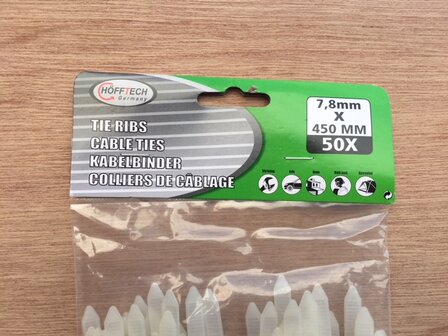 HÖFFTECH
Germany
TIE RIBS
CABLE TIES
KABELBINDER
COLLIERS DE CÂBLAGE
7,8mm
X
450 MM
50X